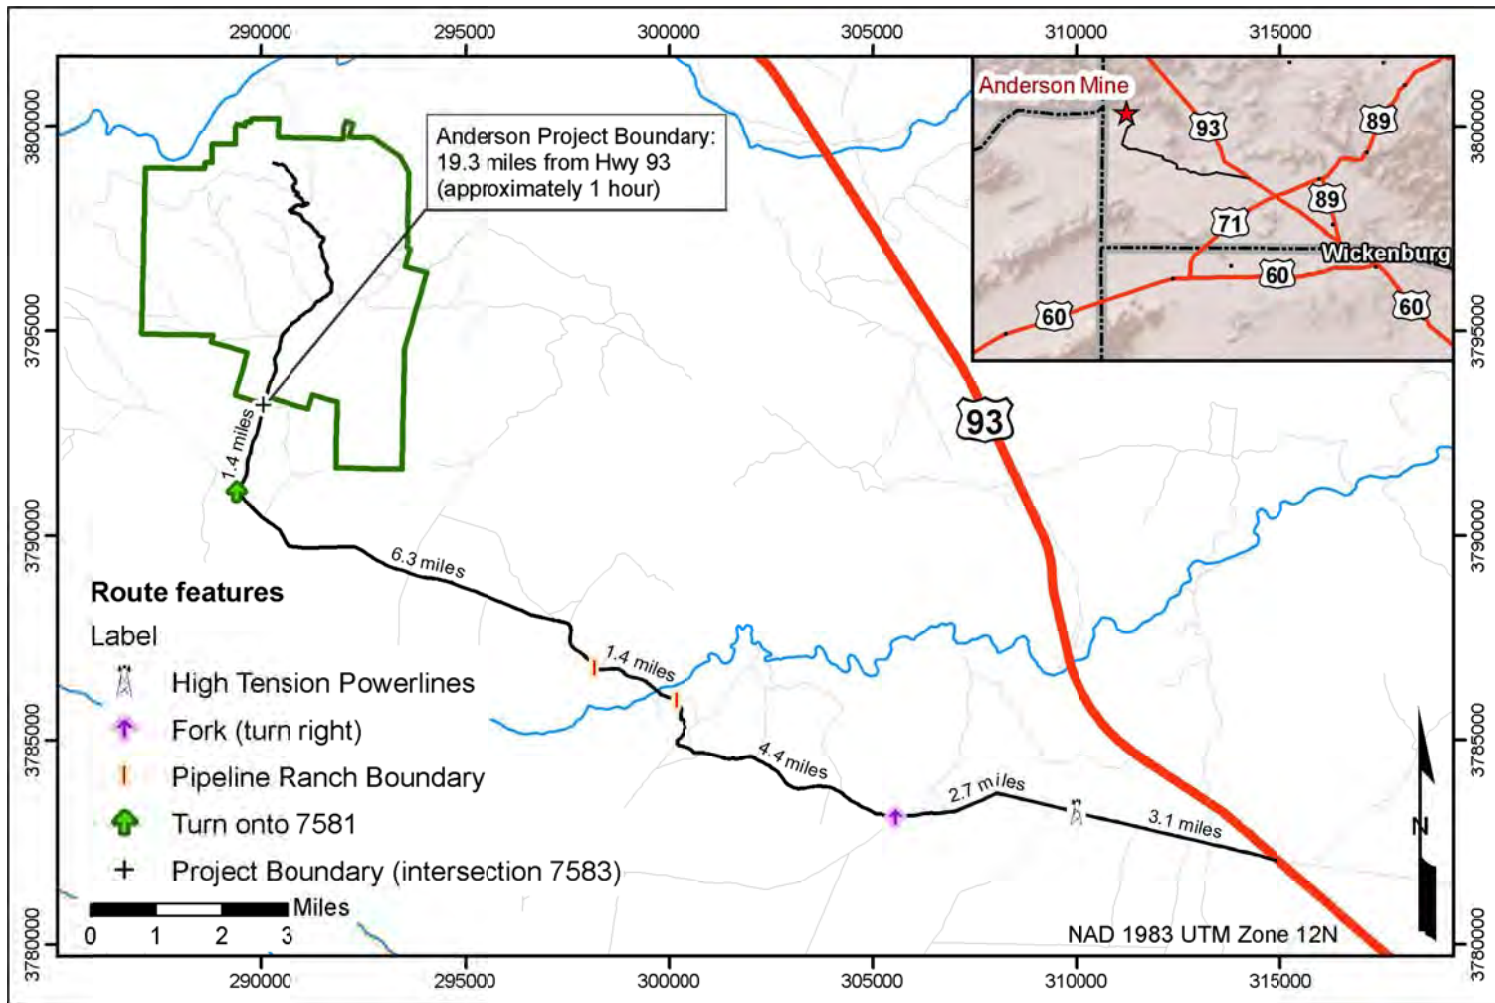 290000 295000 300000 305000 310000 315000
3800000
3795000
3790000
3785000
3780000
3800000
3795000
3790000
3785000
3780000
Anderson Project Boundary:
19.3 miles from Hwy 93
(approximately 1 hour)
Anderson Mine
93
89
89
71
Wickenburg
60
60
60
93
1.4 miles
6.3 miles
1.4 miles
4.4 miles
2.7 miles
3.1 miles
Route features
Label
High Tension Powerlines
Fork (turn right)
Pipeline Ranch Boundary
Turn onto 7581
Project Boundary (intersection 7583)
Miles
0 1 2 3
N
NAD 1983 UTM Zone 12N
290000 295000 300000 305000 310000 315000